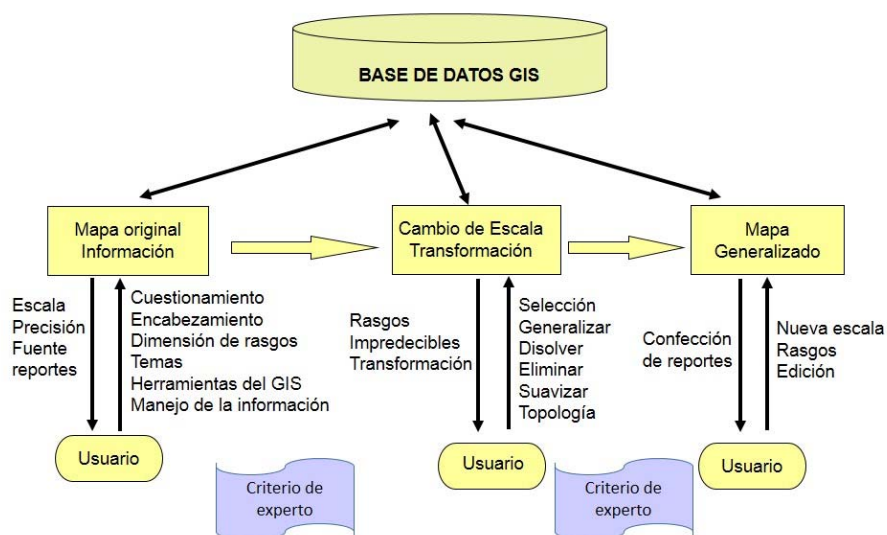 BASE DE DATOS GIS
Mapa original
Información
Cambio de Escala
Transformación
Mapa
Generalizado
Escala
Precisión
Fuente
reportes
Cuestionamiento
Encabezamiento
Dimensión de rasgos
Temas
Herramientas del GIS
Manejo de la información
Rasgos
Impredecibles
Transformación
Selección
Generalizar
Disolver
Eliminar
Suavizar
Topología
Confección
de reportes
Nueva escala
Rasgos
Edición
Usuario
Usuario
Usuario
Criterio de
experto
Criterio de
experto